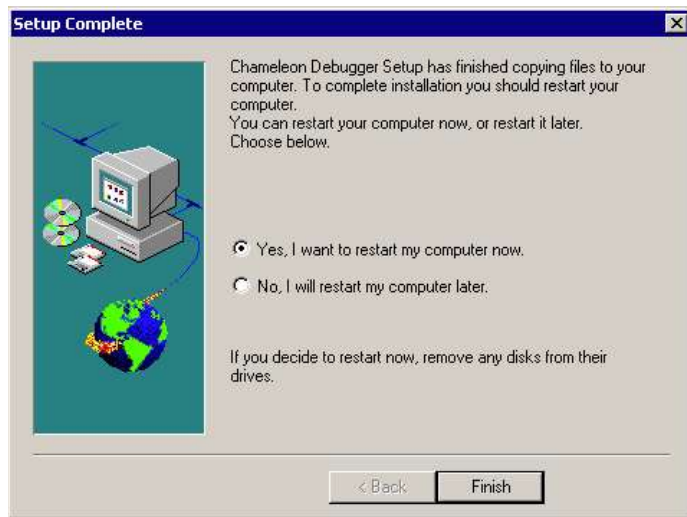 Setup Complete
Chameleon Debugger Setup has finished copying files to your
computer. To complete installation you should restart your
computer.
You can restart your computer now, or restart it later.
Choose below.
Yes, I want to restart my computer now.
No, I will restart my computer later.
If you decide to restart now, remove any disks from their
drives.
< Back
Finish